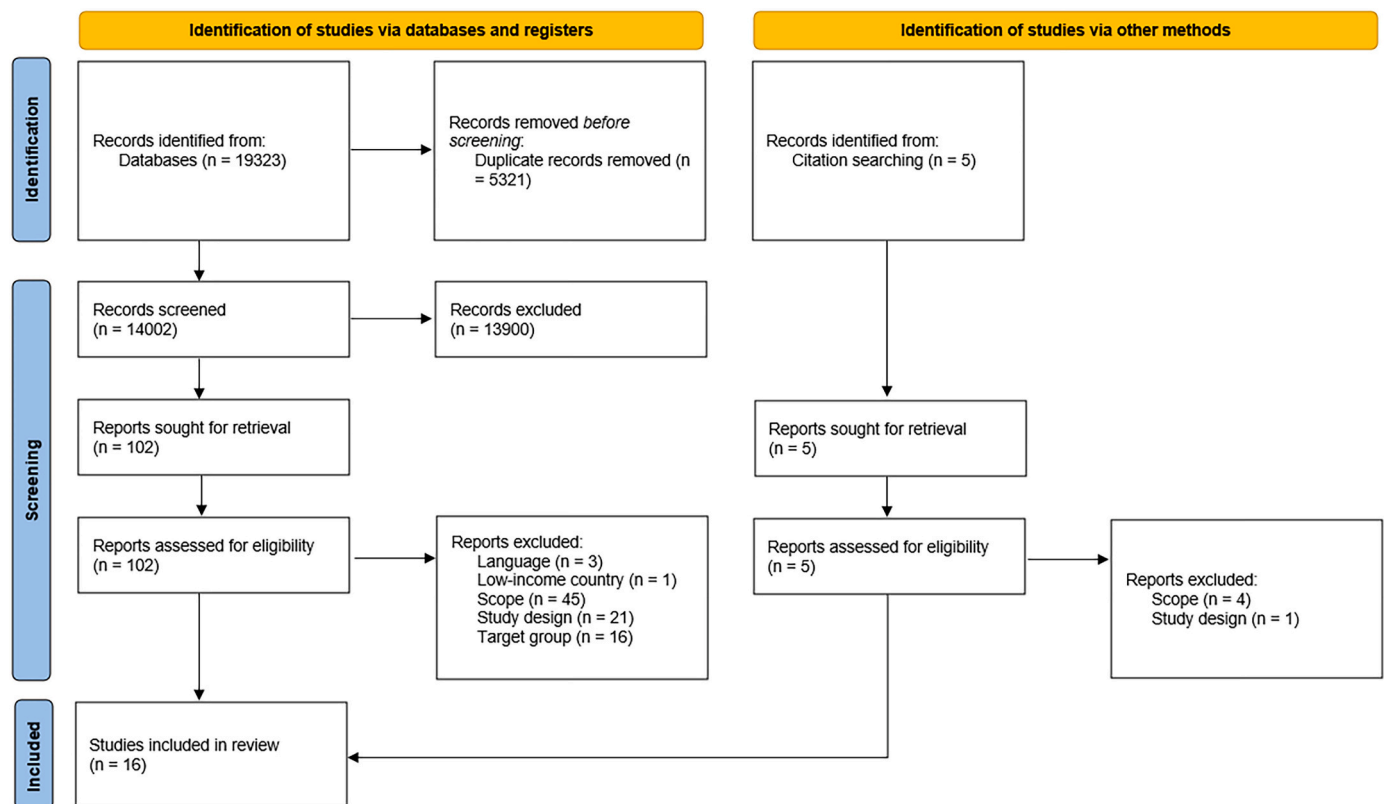 Identification of studies via databases and registers
Identification of studies via other methods
Identification
Records identified from:
Databases (n = 19323)
Records removed before
screening:
Duplicate records removed (n
= 5321)
Records identified from:
Citation searching (n = 5)
Screening
Records screened
(n = 14002)
Records excluded
(n = 13900)
Reports sought for retrieval
(n = 102)
Reports sought for retrieval
(n = 5)
Reports assessed for eligibility
(n = 102)
Reports excluded:
Language (n = 3)
Low-income country (n = 1)
Scope (n = 45)
Study design (n = 21)
Target group (n = 16)
Reports assessed for eligibility
(n = 5)
Reports excluded:
Scope (n = 4)
Study design (n = 1)
Included
Studies included in review
(n = 16)